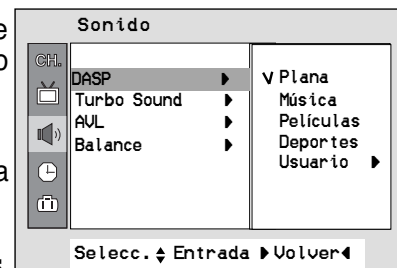 Sonido
CH.
DASP
Turbo Sound
AVL
Balance
V Plana
Música
Películas
Deportes
Usuario
Selecc. Entrada Volver